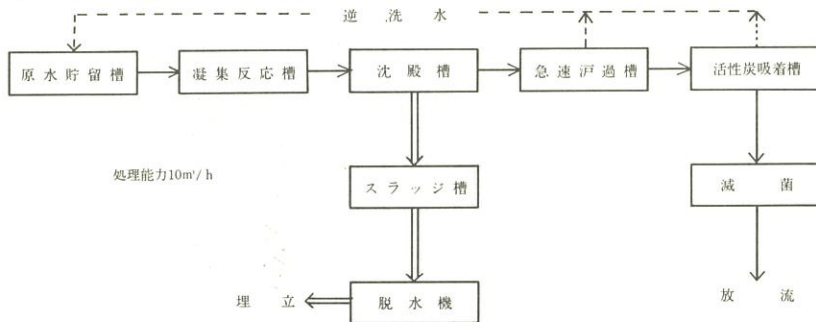 逆洗水
原水貯留槽
凝集反応槽
沈殿槽
急速沪過槽
活性炭吸着槽
処理能力10㎥/h
スラッジ槽
滅菌
埋立
脱水機
放流